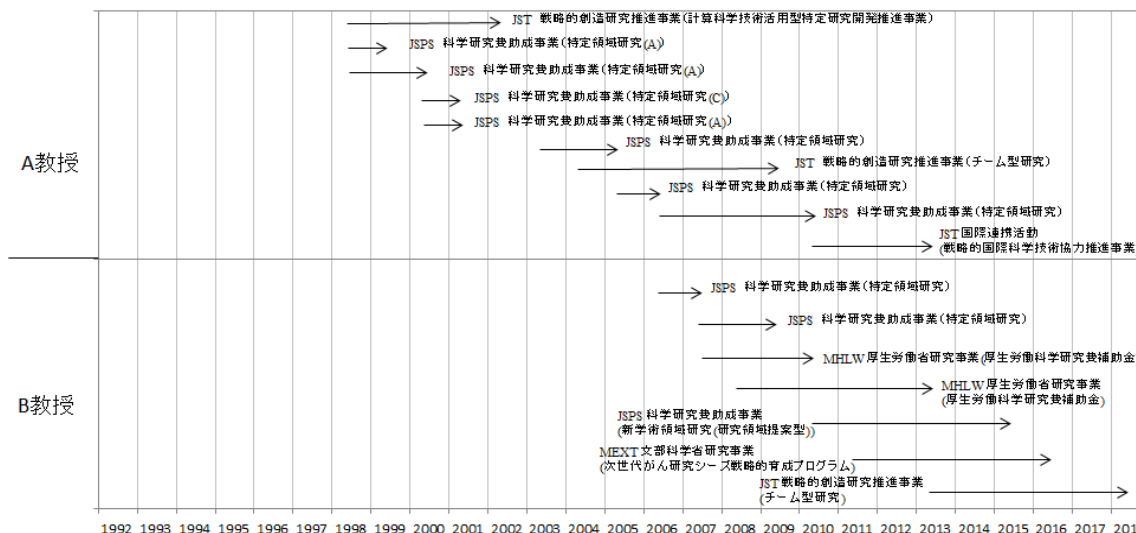 JST 戦略的創造研究推進事業(計算科学技術活用型特定研究開発推進事業)
JSPS 科学研究費助成事業(特定領域研究(A))
JSPS 科学研究費助成事業(特定領域研究(A))
JSPS 科学研究費助成事業(特定領域研究(C))
JSPS 科学研究費助成事業(特定領域研究(A))
JSPS 科学研究費助成事業(特定領域研究)
A教授
JST 戦略的創造研究推進事業(チーム型研究)
JSPS 科学研究費助成事業(特定領域研究)
JSPS 科学研究費助成事業(特定領域研究)
JST国際連携活動
(戦略的国際科学技術協力推進事業
JSPS 科学研究費助成事業(特定領域研究)
JSPS 科学研究費助成事業(特定領域研究)
MHLW厚生労働省研究事業(厚生労働科学研究費補助金
B教授
MHLW厚生労働省研究事業
(厚生労働科学研究費補助金)
JSPS科学研究費助成事業
(新学術領域研究(研究領域提案型))
MEXT文部科学省研究事業
(次世代がん研究シーズ戦略的育成プログラム)
JST戦略的創造研究推進事業
(チーム型研究)
1992 1993 1994 1995 1996 1997 1998 1999 2000 2001 2002 2003 2004 2005 2006 2007 2008 2009 2010 2011 2012 2013 2014 2015 2016 2017 201